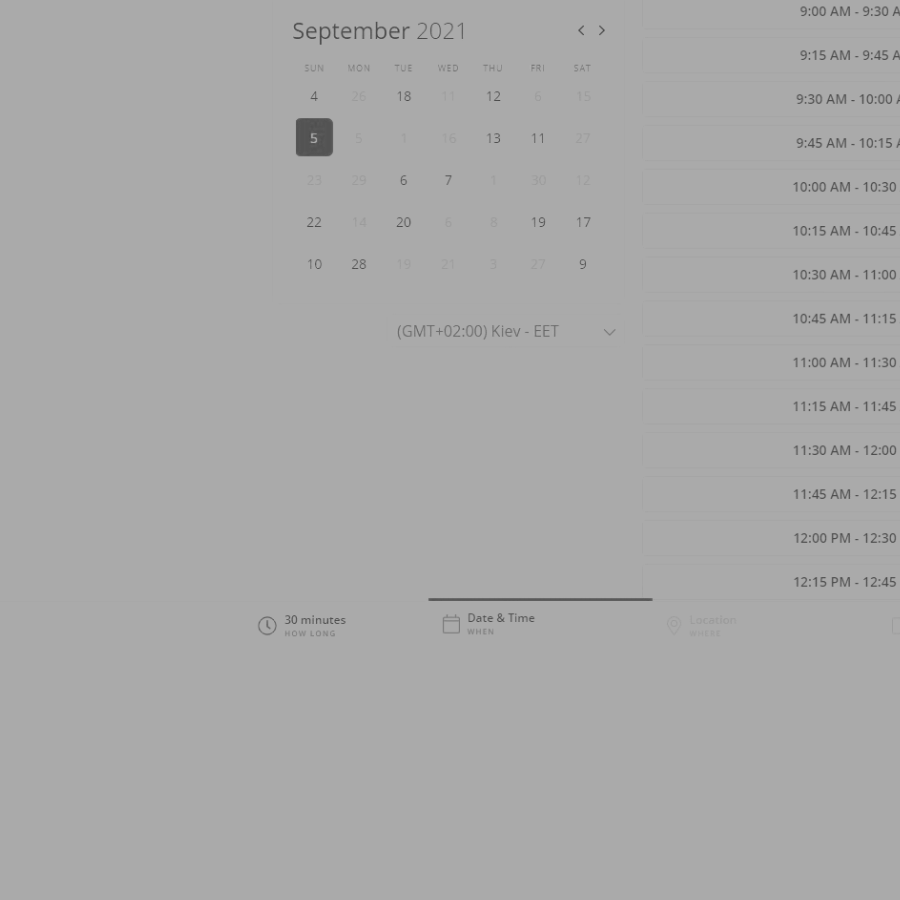 September 2021
SUN MON TUE WED THU FRI SAT
4 26 18 11 12 6 15
5 5 1 16 13 11 27
23 29 6 7 1 30 12
22 14 20 6 8 19 17
10 28 19 21 3 27 9
(GMT+02:00) Kiev - EET
9:00 AM - 9:30 A
9:15 AM - 9:45 A
9:30 AM - 10:00 A
9:45 AM - 10:15 A
10:00 AM - 10:30
10:15 AM - 10:45
10:30 AM - 11:00
10:45 AM - 11:15
11:00 AM - 11:30
11:15 AM - 11:45
11:30 AM - 12:00
11:45 AM - 12:15
12:00 PM - 12:30
12:15 PM - 12:45
30 minutes
HOW LONG
Date & Time
WHEN
Location
WHERE